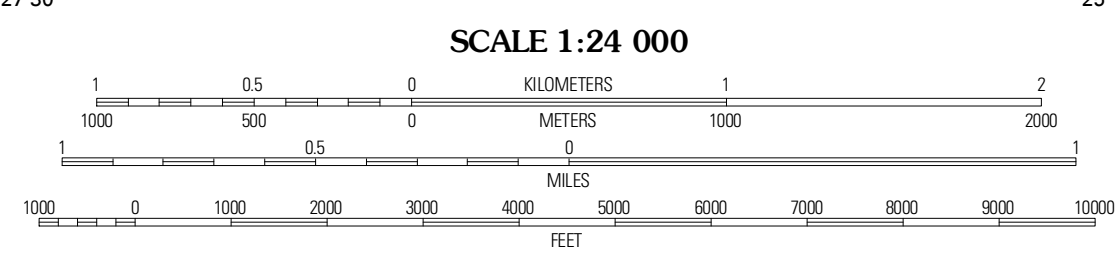 27'30" 25'
SCALE 1:24 000
1 0.5 0 KILOMETERS 1 2
1000 500 0 METERS 1000 2000
1 0.5 0 1
MILES
1000 0 1000 2000 3000 4000 5000 6000 7000 8000 9000 10000
FEET